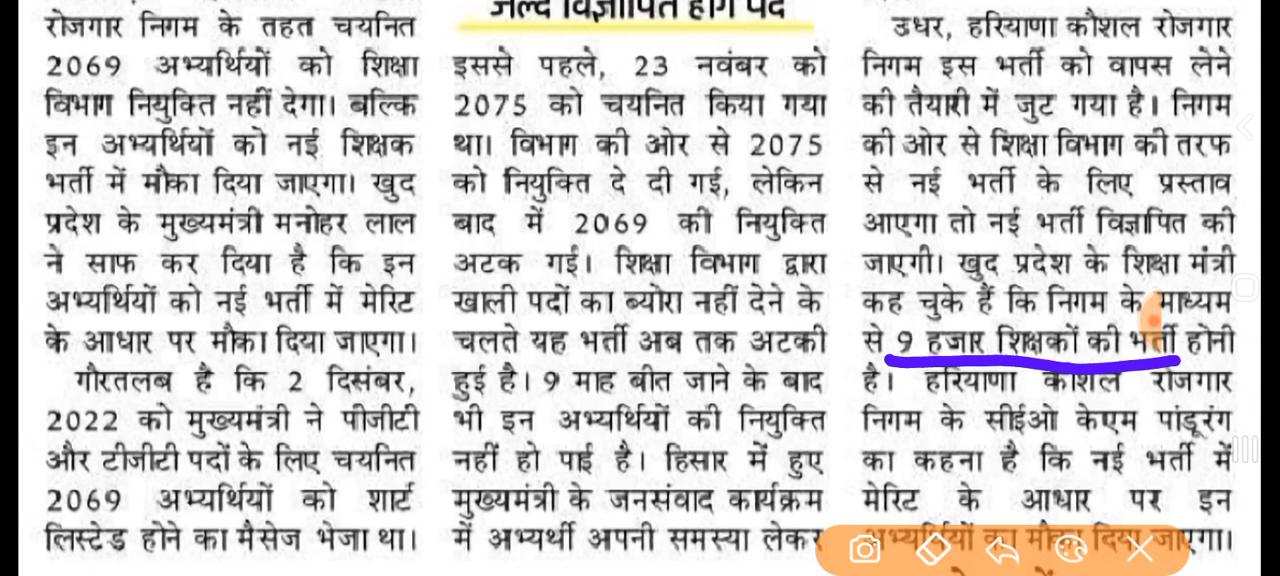 रोजगार निगम के तहत चयनित
2069 अभ्यर्थियों को शिक्षा
विभाग नियुक्ति नहीं देगा। बल्कि
इन अभ्यर्थियों को नई शिक्षक
भर्ती में मौका दिया जाएगा। खुद
प्रदेश के मुख्यमंत्री मनोहर लाल
ने साफ कर दिया है कि इन
अभ्यर्थियों को नई भर्ती में मेरिट
के आधार पर मौका दिया जाएगा।
गौरतलब है कि 2 दिसंबर,
2022 को मुख्यमंत्री ने पीजीटी
और टीजीटी पदों के लिए चयनित
2069 अभ्यर्थियों को शार्ट
लिस्टेड होने का मैसेज भेजा था।
जल्द विज्ञापित होंगे पद
इससे पहले, 23 नवंबर को
2075 को चयनित किया गया
था। विभाग की ओर से 2075
को नियुक्ति दे दी गई, लेकिन
बाद में 2069 की नियुक्ति
अटक गई। शिक्षा विभाग द्वारा
खाली पदों का ब्योरा नहीं देने के
चलते यह भर्ती अब तक अटकी
हुई है। 9 माह बीत जाने के बाद
भी इन अभ्यर्थियों की नियुक्ति
नहीं हो पाई है। हिसार में हुए
मुख्यमंत्री के जनसंवाद कार्यक्रम
में अभ्यर्थी अपनी समस्या लेकर
उधर, हरियाणा कौशल रोजगार
निगम इस भर्ती को वापस लेने
की तैयारी में जुट गया है। निगम
की ओर से शिक्षा विभाग की तरफ
से नई भर्ती के लिए प्रस्ताव
आएगा तो नई भर्ती विज्ञापित की
जाएगी। खुद प्रदेश के शिक्षा मंत्री
कह चुके हैं कि निगम के माध्यम
से 9 हजार शिक्षकों की भर्ती होनी
है। हरियाणा कौशल रोजगार
निगम के सीईओ केएम पांडूरंग
का कहना है कि नई भर्ती में
मेरिट के आधार पर इन
अभ्यर्थियों का मौका दिया जाएगा।